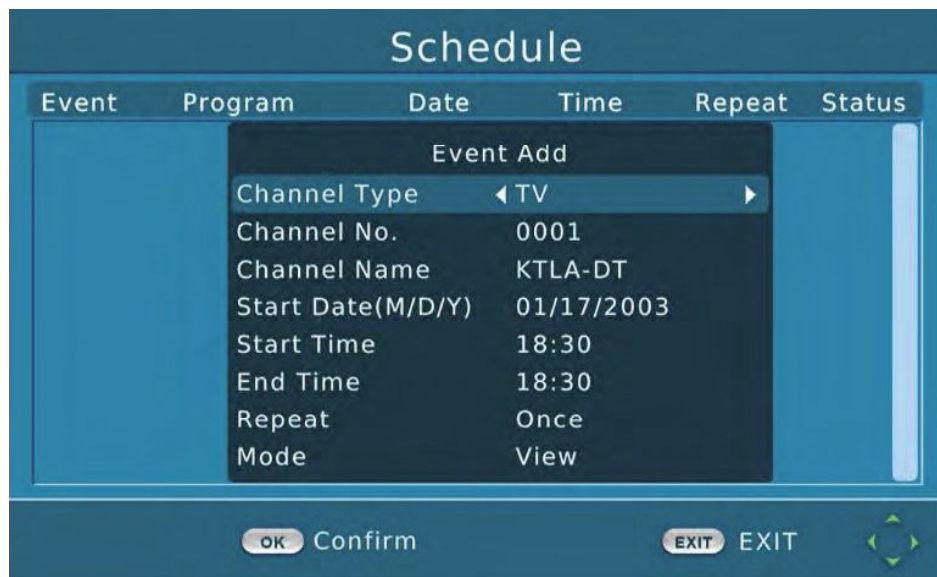 Schedule
Event Program Date Time Repeat Status
Event Add
Channel Type TV
Channel No. 0001
Channel Name KTLA-DT
Start Date(M/D/Y) 01/17/2003
Start Time 18:30
End Time 18:30
Repeat Once
Mode View
OK Confirm EXIT EXIT